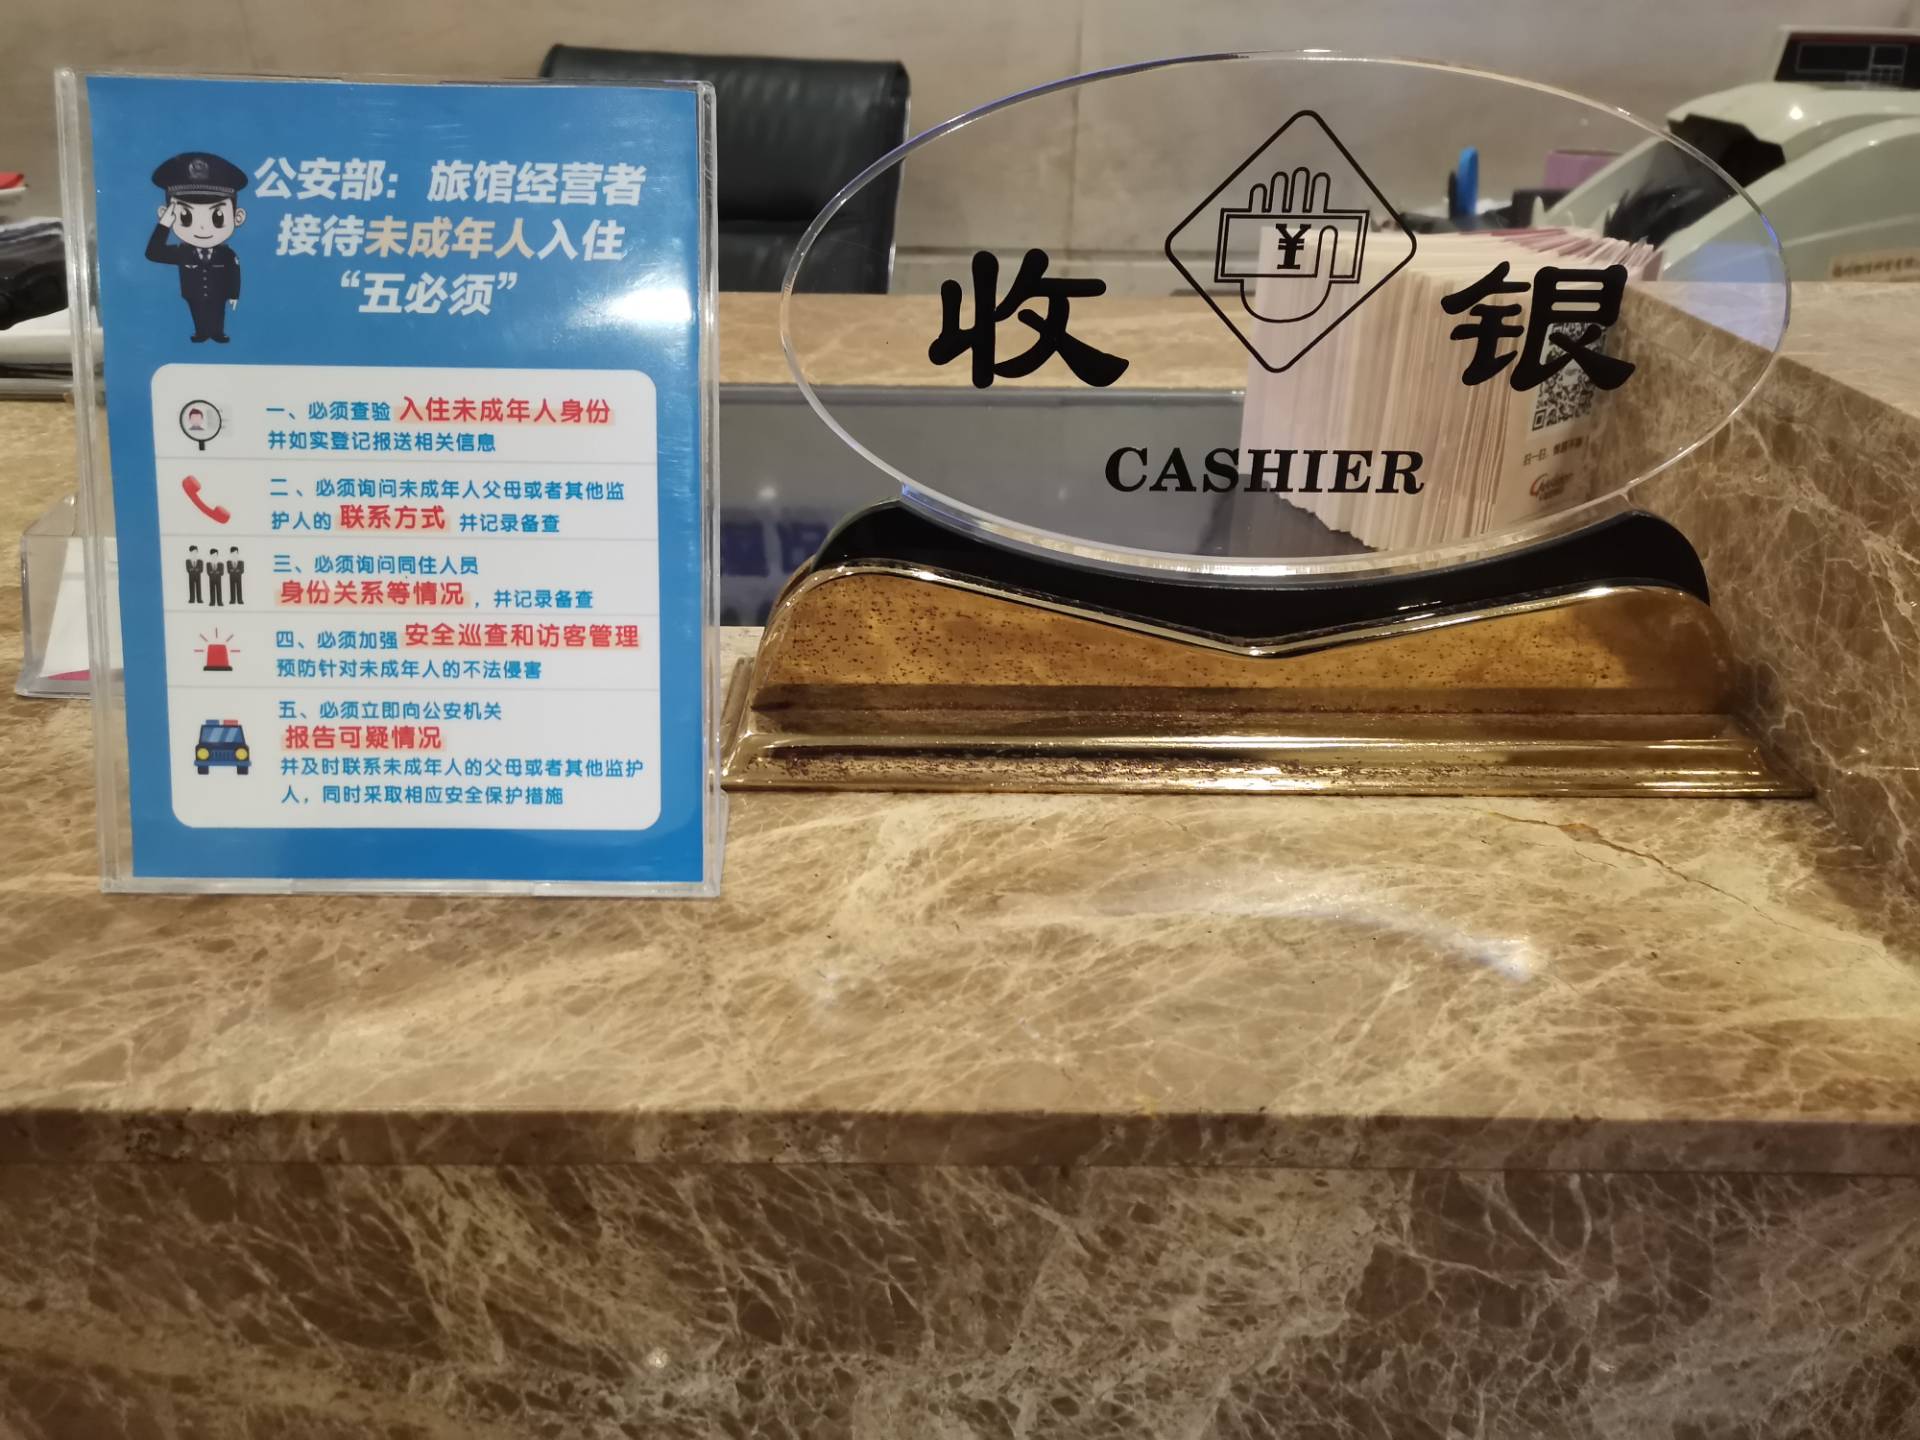 公安部：旅馆经营者
接待未成年人入住
“五必须”
一、必须查验 入住未成年人身份
并如实登记报送相关信息
二、必须询问未成年人父母或者其他监
护人的 联系方式 并记录备查
三、必须询问同住人员
身份关系等情况，并记录备查
四、必须加强 安全巡查和访客管理
预防针对未成年人的不法侵害
五、必须立即向公安机关
报告可疑情况
并及时联系未成年人的父母或者其他监护
人，同时采取相应安全保护措施
收 ¥ 银
CASHIER